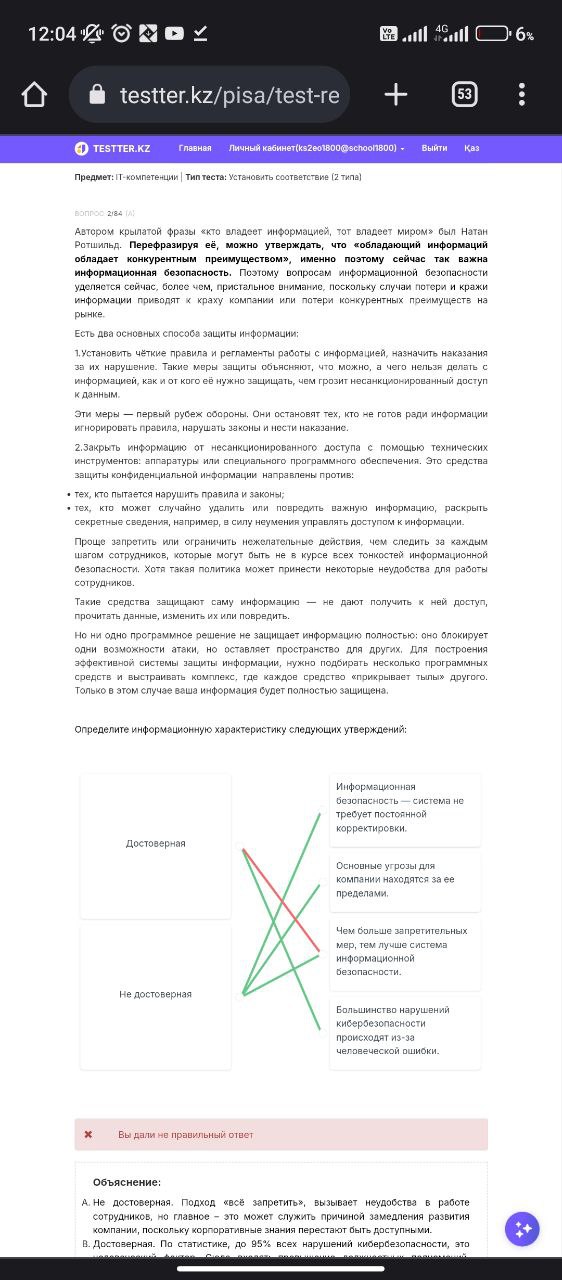 12:04
Vo LTE 4G 6%
testter.kz/pisa/test-re
53
TESTTER.KZ Главная Личный кабинет(ks2eo1800@school1800) Выйти Қаз
Предмет: IT-компетенции | Тип теста: Установить соответствие (2 типа)
ВОПРОС 2/84 (A)
Автором крылатой фразы «кто владеет информацией, тот владеет миром» был Натан
Ротшильд. Перефразируя её, можно утверждать, что «обладающий информаций
обладает конкурентным преимуществом», именно поэтому сейчас так важна
информационная безопасность. Поэтому вопросам информационной безопасности
уделяется сейчас, более чем, пристальное внимание, поскольку случаи потери и кражи
информации приводят к краху компании или потери конкурентных преимуществ на
рынке.
Есть два основных способа защиты информации:
1.Установить чёткие правила и регламенты работы с информацией, назначить наказания
за их нарушение. Такие меры защиты объясняют, что можно, а чего нельзя делать с
информацией, как и от кого её нужно защищать, чем грозит несанкционированный доступ
к данным.
Эти меры — первый рубеж обороны. Они остановят тех, кто не готов ради информации
игнорировать правила, нарушать законы и нести наказание.
2.Закрыть информацию от несанкционированного доступа с помощью технических
инструментов: аппаратуры или специального программного обеспечения. Это средства
защиты конфиденциальной информации направлены против:
• тех, кто пытается нарушить правила и законы;
• тех, кто может случайно удалить или повредить важную информацию, раскрыть
секретные сведения, например, в силу неумения управлять доступом к информации.
Проще запретить или ограничить нежелательные действия, чем следить за каждым
шагом сотрудников, которые могут быть не в курсе всех тонкостей информационной
безопасности. Хотя такая политика может принести некоторые неудобства для работы
сотрудников.
Такие средства защищают саму информацию — не дают получить к ней доступ,
прочитать данные, изменить их или повредить.
Но ни одно программное решение не защищает информацию полностью: оно блокирует
одни возможности атаки, но оставляет пространство для других. Для построения
эффективной системы защиты информации, нужно подбирать несколько программных
средств и выстраивать комплекс, где каждое средство «прикрывает тылы» другого.
Только в этом случае ваша информация будет полностью защищена.
Определите информационную характеристику следующих утверждений:
Достоверная
Не достоверная
Информационная
безопасность — система не
требует постоянной
корректировки.
Основные угрозы для
компании находятся за ее
пределами.
Чем больше запретительных
мер, тем лучше система
информационной
безопасности.
Большинство нарушений
кибербезопасности
происходят из-за
человеческой ошибки.
✖ Вы дали не правильный ответ
Объяснение:
A. Не достоверная. Подход «всё запретить», вызывает неудобства в работе
сотрудников, но главное – это может служить причиной замедления развития
компании, поскольку корпоративные знания перестают быть доступными.
B. Достоверная. По статистике, до 95% всех нарушений кибербезопасности, это